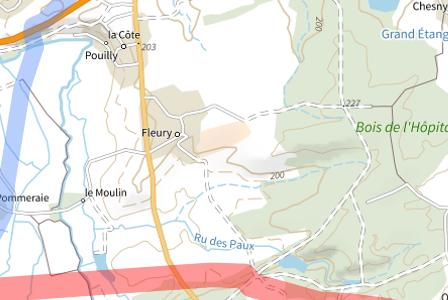 Chesny
la Côte
203
200
Pouilly
Grand Étang
227
Bois de l'Hôpita
Fleury
200
Pommeraie
le Moulin
Ru des Paux